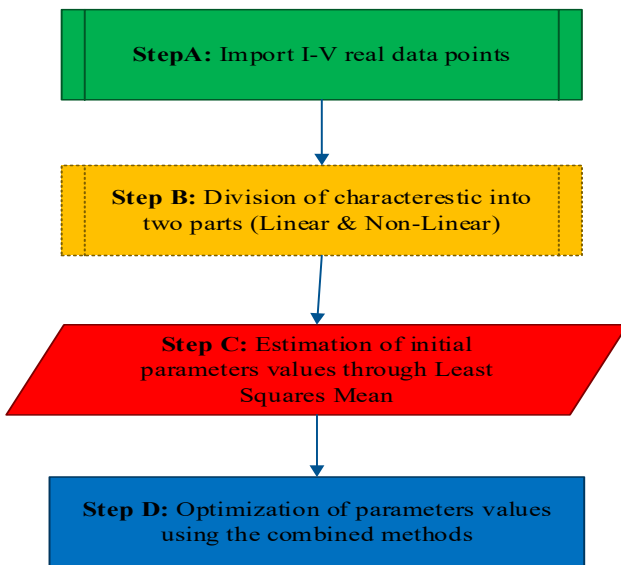 StepA: Import I-V real data points
Step B: Division of characterestic into
two parts (Linear & Non-Linear)
Step C: Estimation of initial
parameters values through Least
Squares Mean
Step D: Optimization of parameters values
using the combined methods